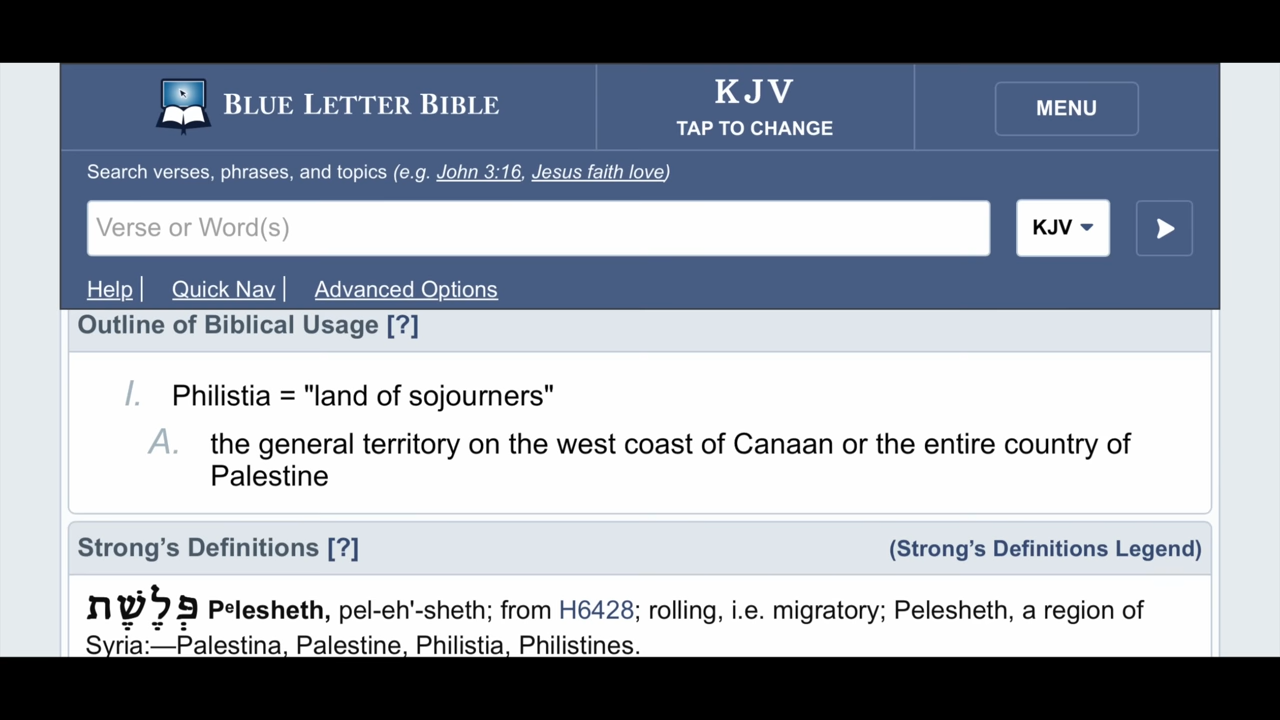 BLUE LETTER BIBLE
KJV
TAP TO CHANGE
MENU
Search verses, phrases, and topics (e.g. John 3:16, Jesus faith love)
Verse or Word(s)
KJV
Help | Quick Nav | Advanced Options
Outline of Biblical Usage [?]
I. Philistia = "land of sojourners"
A. the general territory on the west coast of Canaan or the entire country of
Palestine
Strong’s Definitions [?] (Strong’s Definitions Legend)
פְּלֶשֶׁת Pᵉlesheth, pel-eh'-sheth; from H6428; rolling, i.e. migratory; Pelesheth, a region of
Syria:—Palestina, Palestine, Philistia, Philistines.